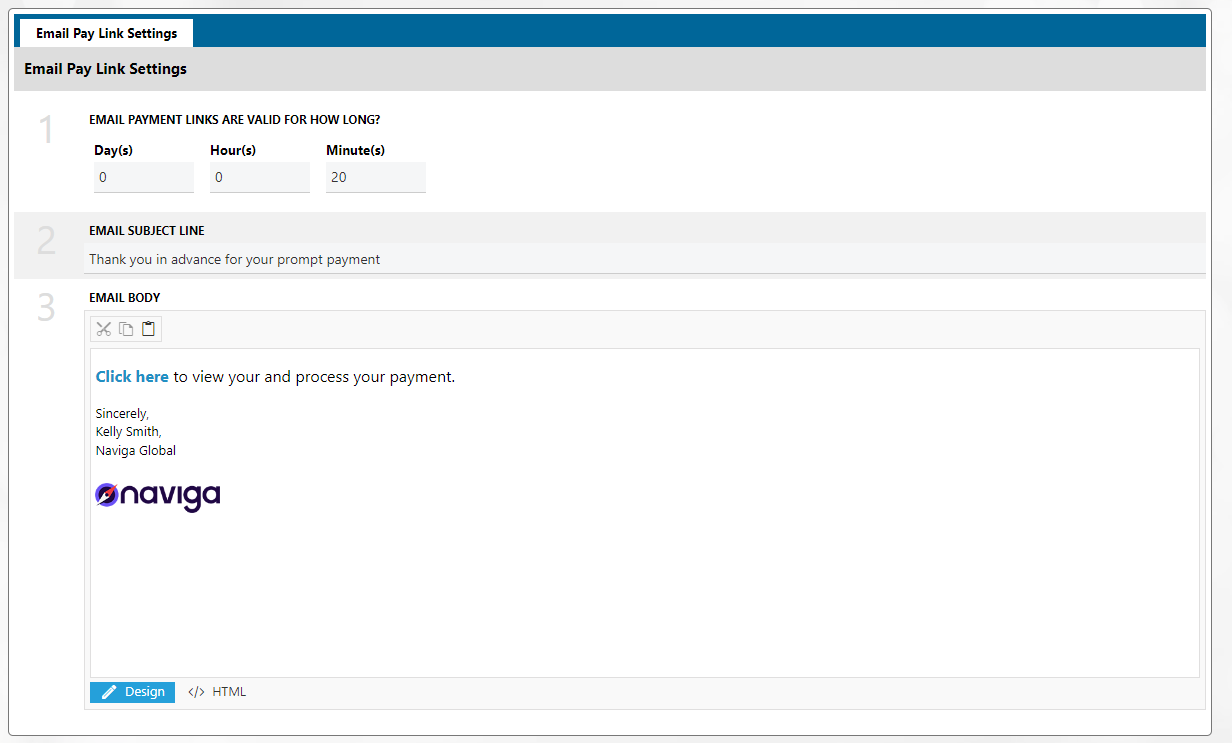 Email Pay Link Settings
Email Pay Link Settings
1
EMAIL PAYMENT LINKS ARE VALID FOR HOW LONG?
Day(s) Hour(s) Minute(s)
0 0 20
2
EMAIL SUBJECT LINE
Thank you in advance for your prompt payment
3
EMAIL BODY
Click here to view your and process your payment.
Sincerely,
Kelly Smith,
Naviga Global
naviga
Design </> HTML